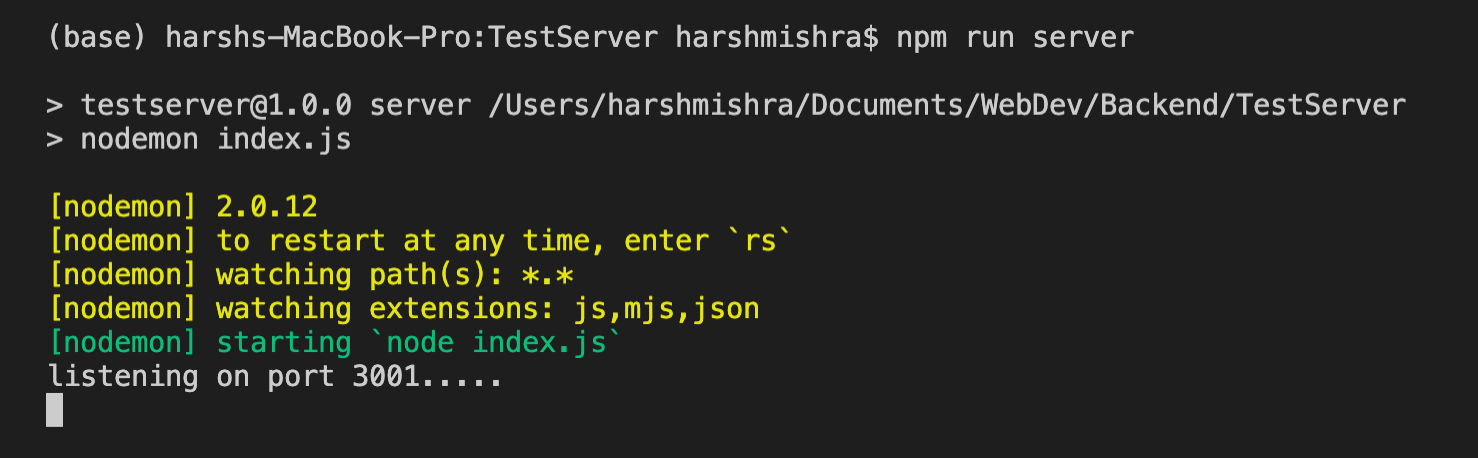 (base) harshs-MacBook-Pro:TestServer harshmishra$ npm run server
> testserver@1.0.0 server /Users/harshmishra/Documents/WebDev/Backend/TestServer
> nodemon index.js
[nodemon] 2.0.12
[nodemon] to restart at any time, enter `rs`
[nodemon] watching path(s): *.*
[nodemon] watching extensions: js,mjs,json
[nodemon] starting `node index.js`
listening on port 3001.....